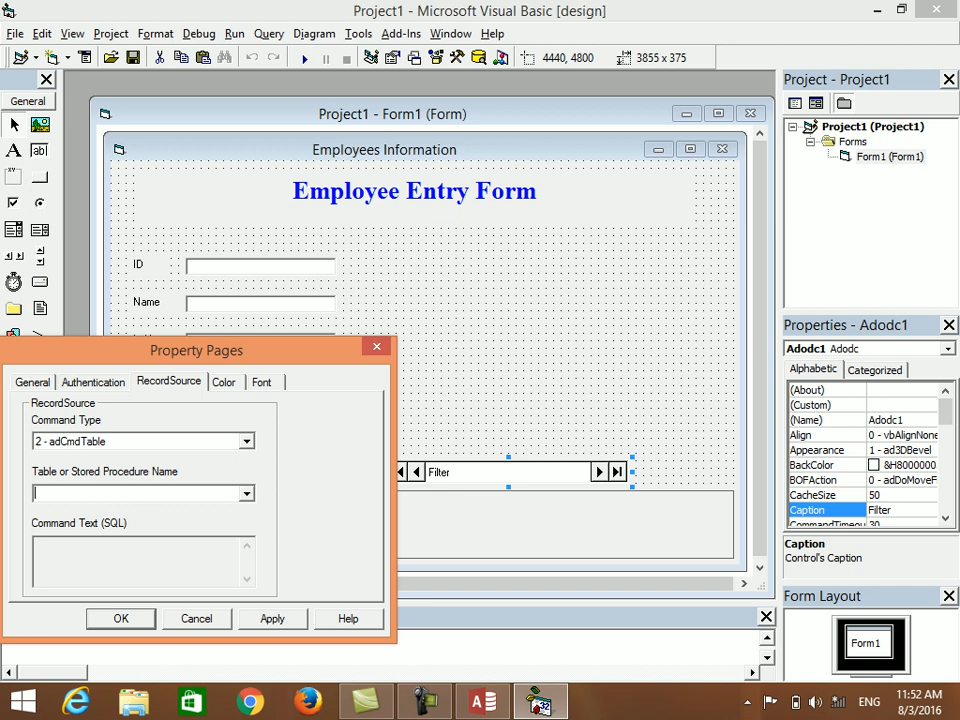 Project1 - Microsoft Visual Basic [design]
File Edit View Project Format Debug Run Query Diagram Tools Add-Ins Window Help
4440, 4800 3855 x 375
General
A ab|
XY
Project1 - Form1 (Form)
Employees Information
Employee Entry Form
ID
Name
Filter
Property Pages
General Authentication RecordSource Color Font
RecordSource
Command Type
2 - adCmdTable
Table or Stored Procedure Name
Command Text (SQL)
OK Cancel Apply Help
Project - Project1
Project1 (Project1)
Forms
Form1 (Form1)
Properties - Adodc1
Adodc1 Adodc
Alphabetic Categorized
(About)
(Custom)
(Name) Adodc1
Align 0 - vbAlignNone
Appearance 1 - ad3DBevel
BackColor &H8000000
BOFAction 0 - adDoMoveF
CacheSize 50
Caption Filter
CommandTimeou 30
Caption
Control's Caption
Form Layout
Form1
32
ENG
11:52 AM
8/3/2016